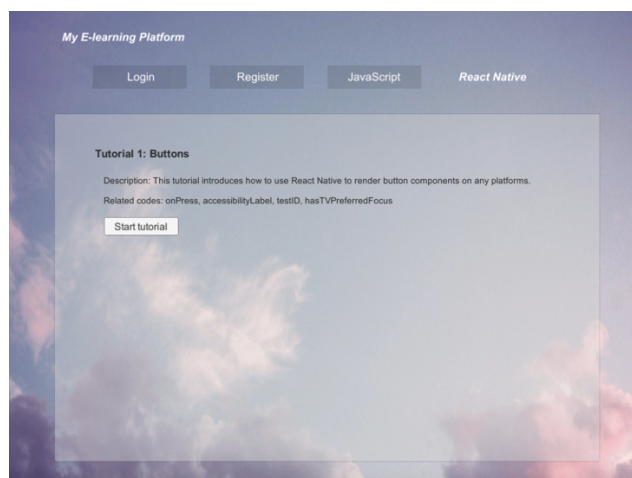 My E-learning Platform
Login
Register
JavaScript
React Native
Tutorial 1: Buttons
Description: This tutorial introduces how to use React Native to render button components on any platforms.
Related codes: onPress, accessibilityLabel, testID, hasTVPreferredFocus
Start tutorial